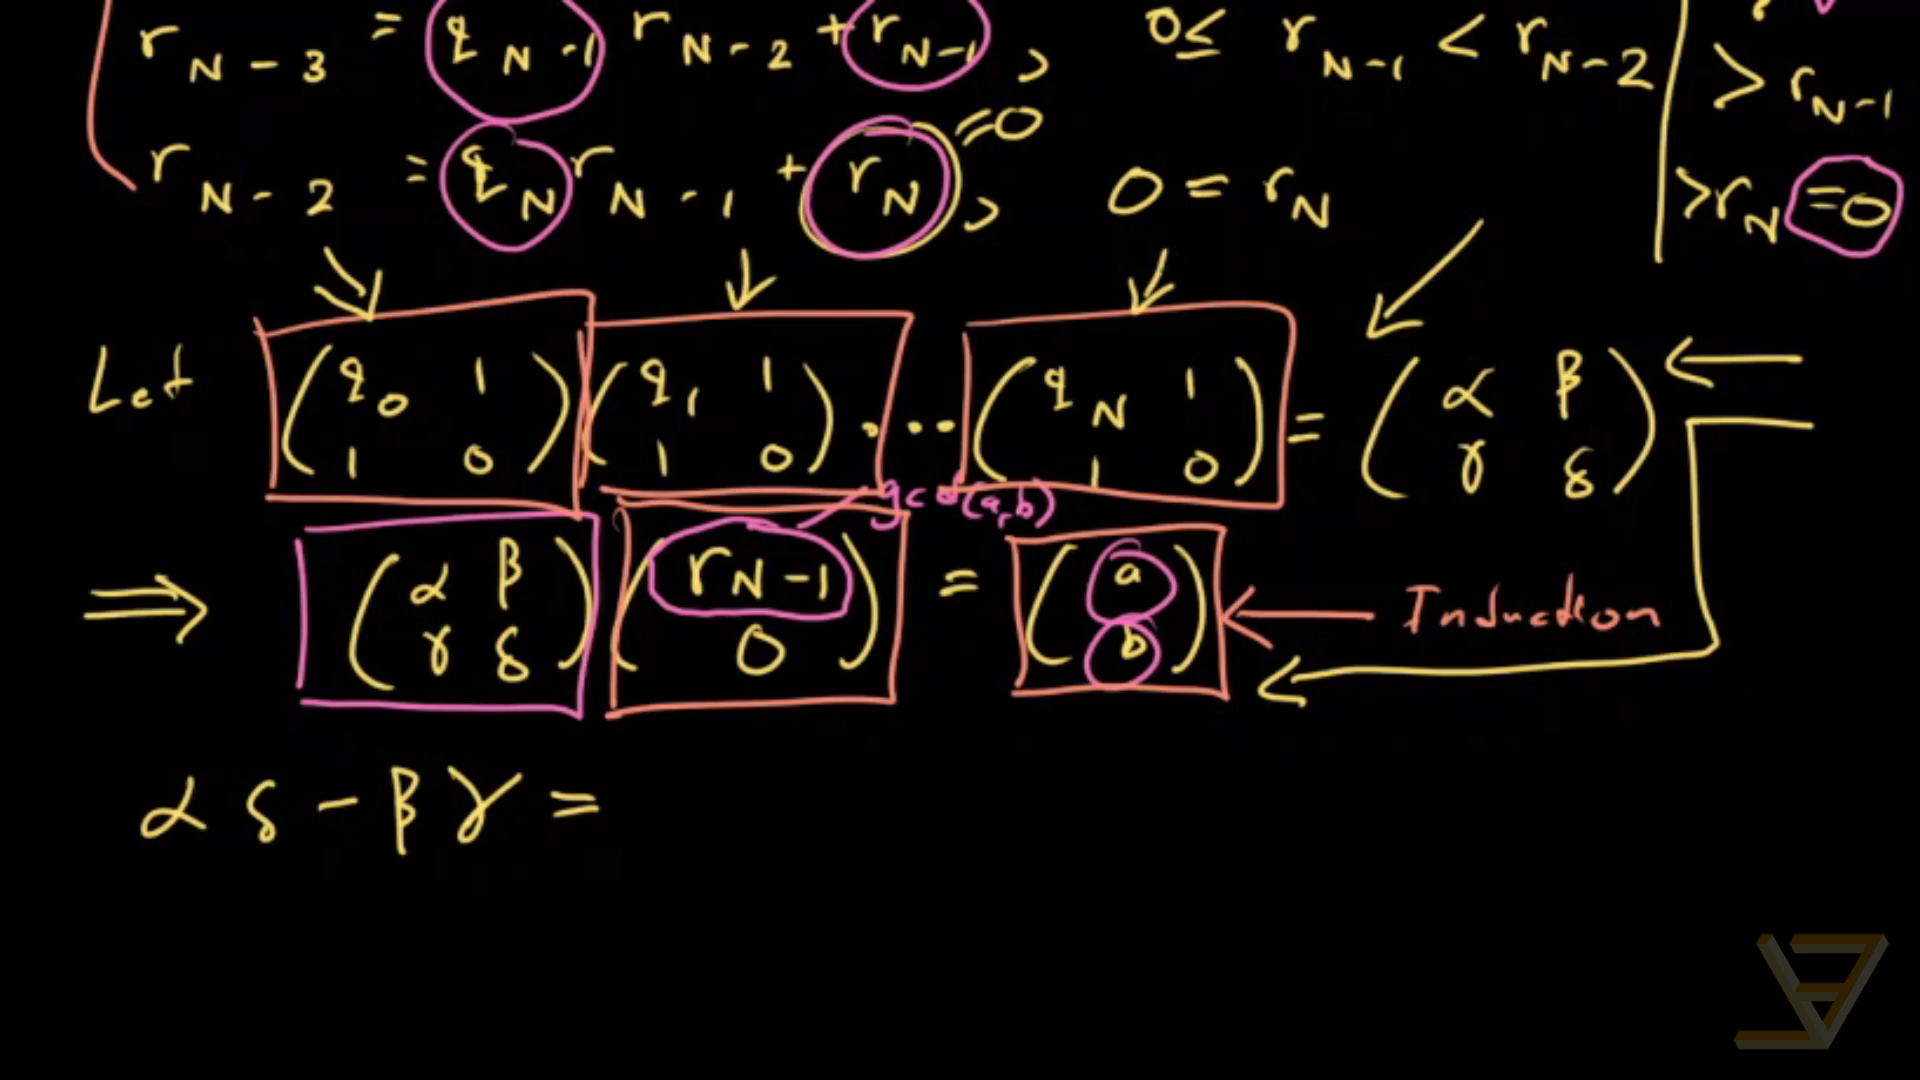 r_{N-3} = q_{N-1} r_{N-2} + r_{N-1}, 0 ≤ r_{N-1} < r_{N-2}
> r_{N-1}
r_{N-2} = q_N r_{N-1} + r_N = 0, 0 = r_N
> r_N = 0
Let (q_0 1; 1 0) (q_1 1; 1 0) ... (q_N 1; 1 0) = (α β; γ δ)
gcd(a,b)
⇒ (α β; γ δ) (r_{N-1}; 0) = (a; b) ← Induction
αδ - βγ =